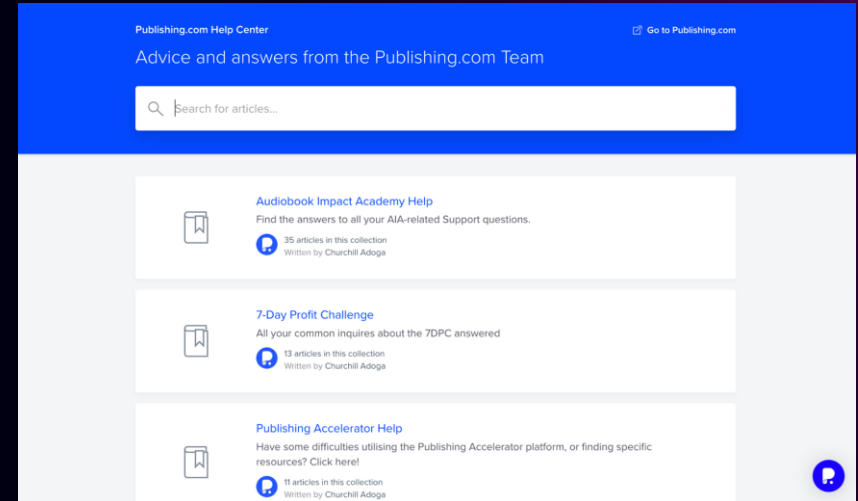 Publishing.com Help Center
Go to Publishing.com
Advice and answers from the Publishing.com Team
Search for articles...
Audiobook Impact Academy Help
Find the answers to all your AIA-related Support questions.
35 articles in this collection
Written by Churchill Adoga
7-Day Profit Challenge
All your common inquires about the 7DPC answered
13 articles in this collection
Written by Churchill Adoga
Publishing Accelerator Help
Have some difficulties utilising the Publishing Accelerator platform, or finding specific
resources? Click here!
11 articles in this collection
Written by Churchill Adoga